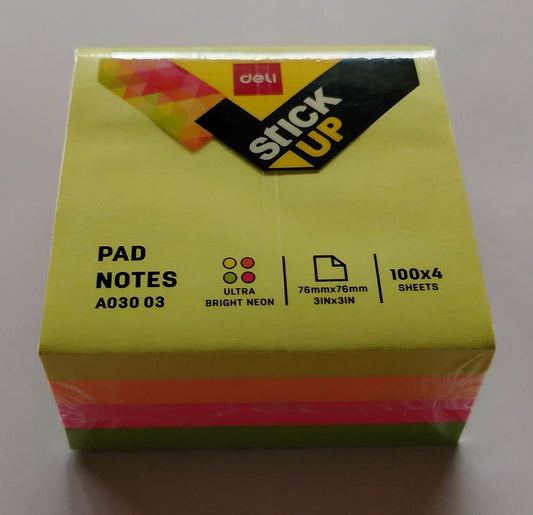 deli
STICK
UP
PAD
NOTES
A030 03
ULTRA
BRIGHT NEON
76mmx76mm
3INx3IN
100x4
SHEETS